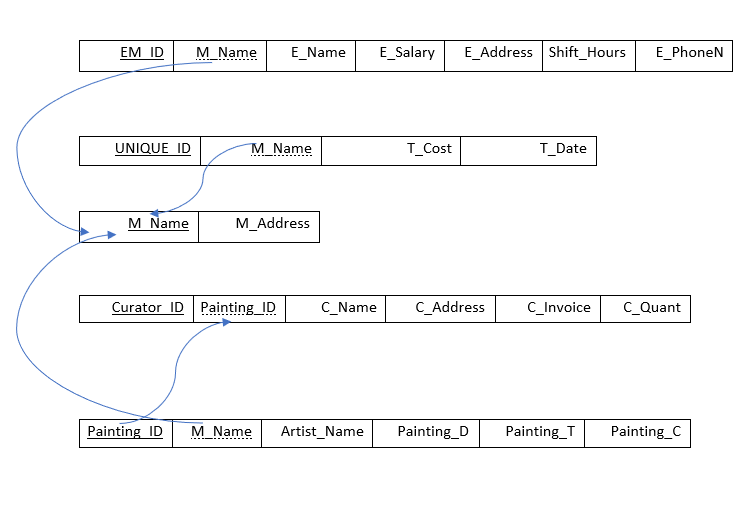 EM_ID M_Name E_Name E_Salary E_Address Shift_Hours E_PhoneN
UNIQUE_ID M_Name T_Cost T_Date
M_Name M_Address
Curator_ID Painting_ID C_Name C_Address C_Invoice C_Quant
Painting_ID M_Name Artist_Name Painting_D Painting_T Painting_C